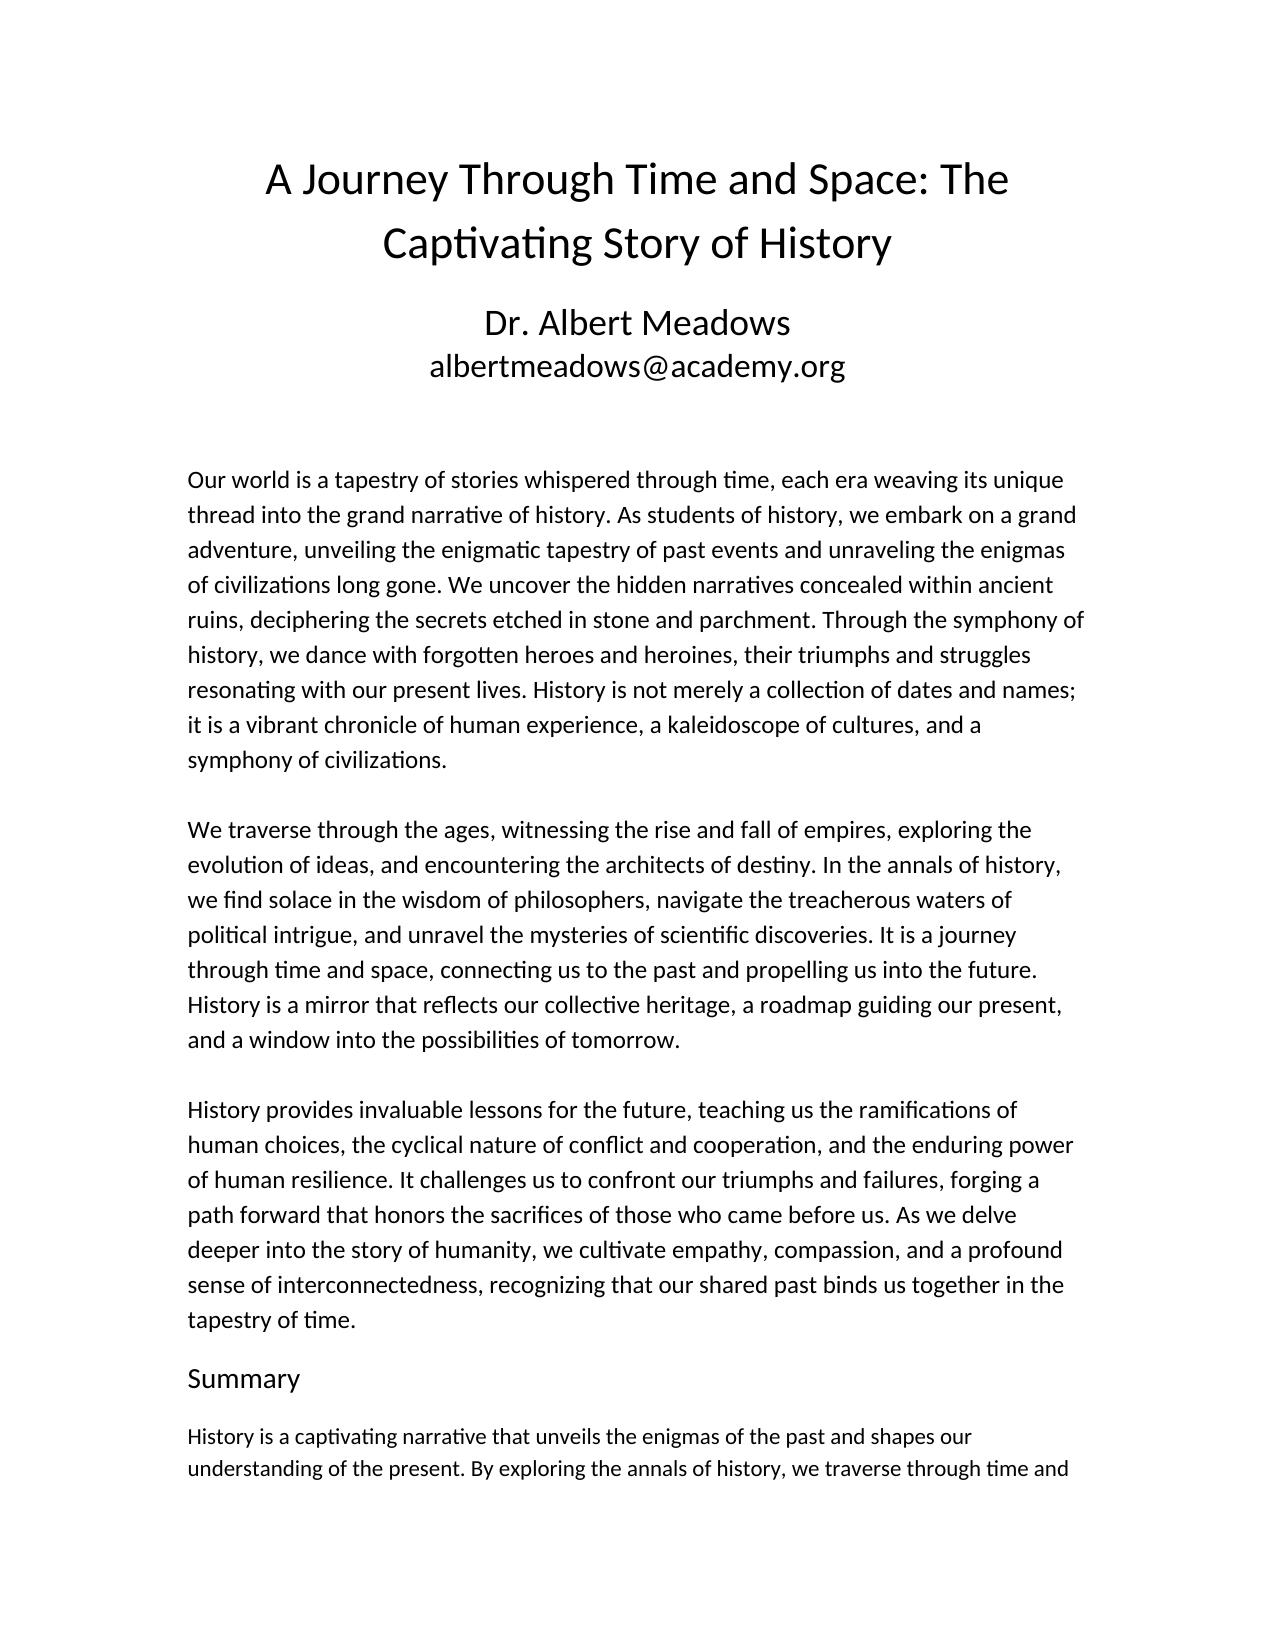 A Journey Through Time and Space: The
Captivating Story of History
Dr. Albert Meadows
albertmeadows@academy.org
Our world is a tapestry of stories whispered through time, each era weaving its unique
thread into the grand narrative of history. As students of history, we embark on a grand
adventure, unveiling the enigmatic tapestry of past events and unraveling the enigmas
of civilizations long gone. We uncover the hidden narratives concealed within ancient
ruins, deciphering the secrets etched in stone and parchment. Through the symphony of
history, we dance with forgotten heroes and heroines, their triumphs and struggles
resonating with our present lives. History is not merely a collection of dates and names;
it is a vibrant chronicle of human experience, a kaleidoscope of cultures, and a
symphony of civilizations.
We traverse through the ages, witnessing the rise and fall of empires, exploring the
evolution of ideas, and encountering the architects of destiny. In the annals of history,
we find solace in the wisdom of philosophers, navigate the treacherous waters of
political intrigue, and unravel the mysteries of scientific discoveries. It is a journey
through time and space, connecting us to the past and propelling us into the future.
History is a mirror that reflects our collective heritage, a roadmap guiding our present,
and a window into the possibilities of tomorrow.
History provides invaluable lessons for the future, teaching us the ramifications of
human choices, the cyclical nature of conflict and cooperation, and the enduring power
of human resilience. It challenges us to confront our triumphs and failures, forging a
path forward that honors the sacrifices of those who came before us. As we delve
deeper into the story of humanity, we cultivate empathy, compassion, and a profound
sense of interconnectedness, recognizing that our shared past binds us together in the
tapestry of time.
Summary
History is a captivating narrative that unveils the enigmas of the past and shapes our
understanding of the present. By exploring the annals of history, we traverse through time and